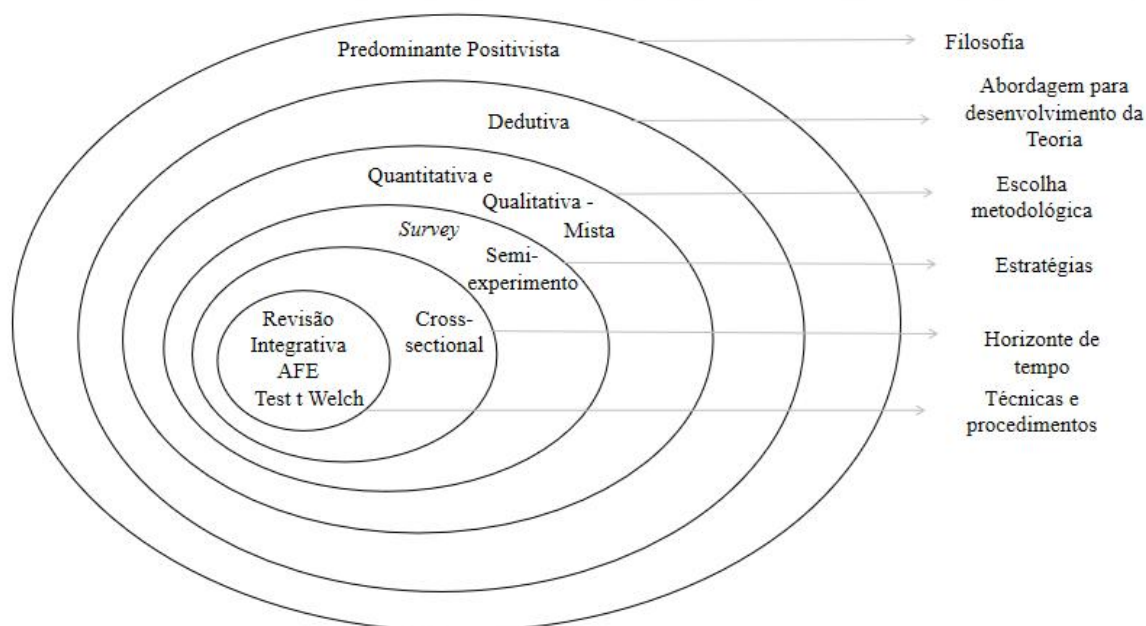 Predominante Positivista
Filosofia
Abordagem para
desenvolvimento da
Teoria
Dedutiva
Quantitativa e
Qualitativa -
Mista
Escolha
metodológica
Survey
Semi-
experimento
Estratégias
Cross-
sectional
Horizonte de
tempo
Revisão
Integrativa
AFE
Test t Welch
Técnicas e
procedimentos